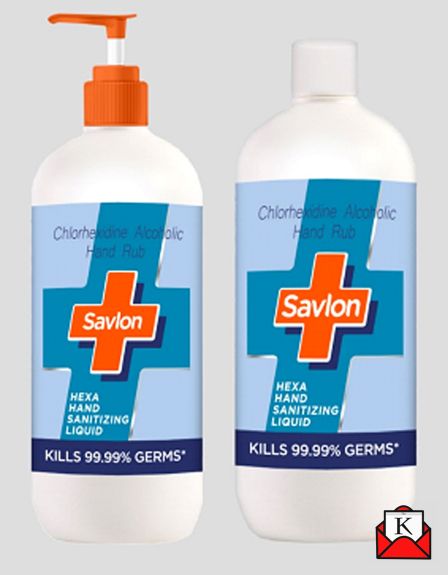 Chlorhexidine Alcoholic
Hand Rub
Savlon
HEXA
HAND
SANITIZING
LIQUID
KILLS 99.99% GERMS*
Chlorhexidine Alcoholic
Hand Rub
Savlon
HEXA
HAND
SANITIZING
LIQUID
KILLS 99.99% GERMS*
K